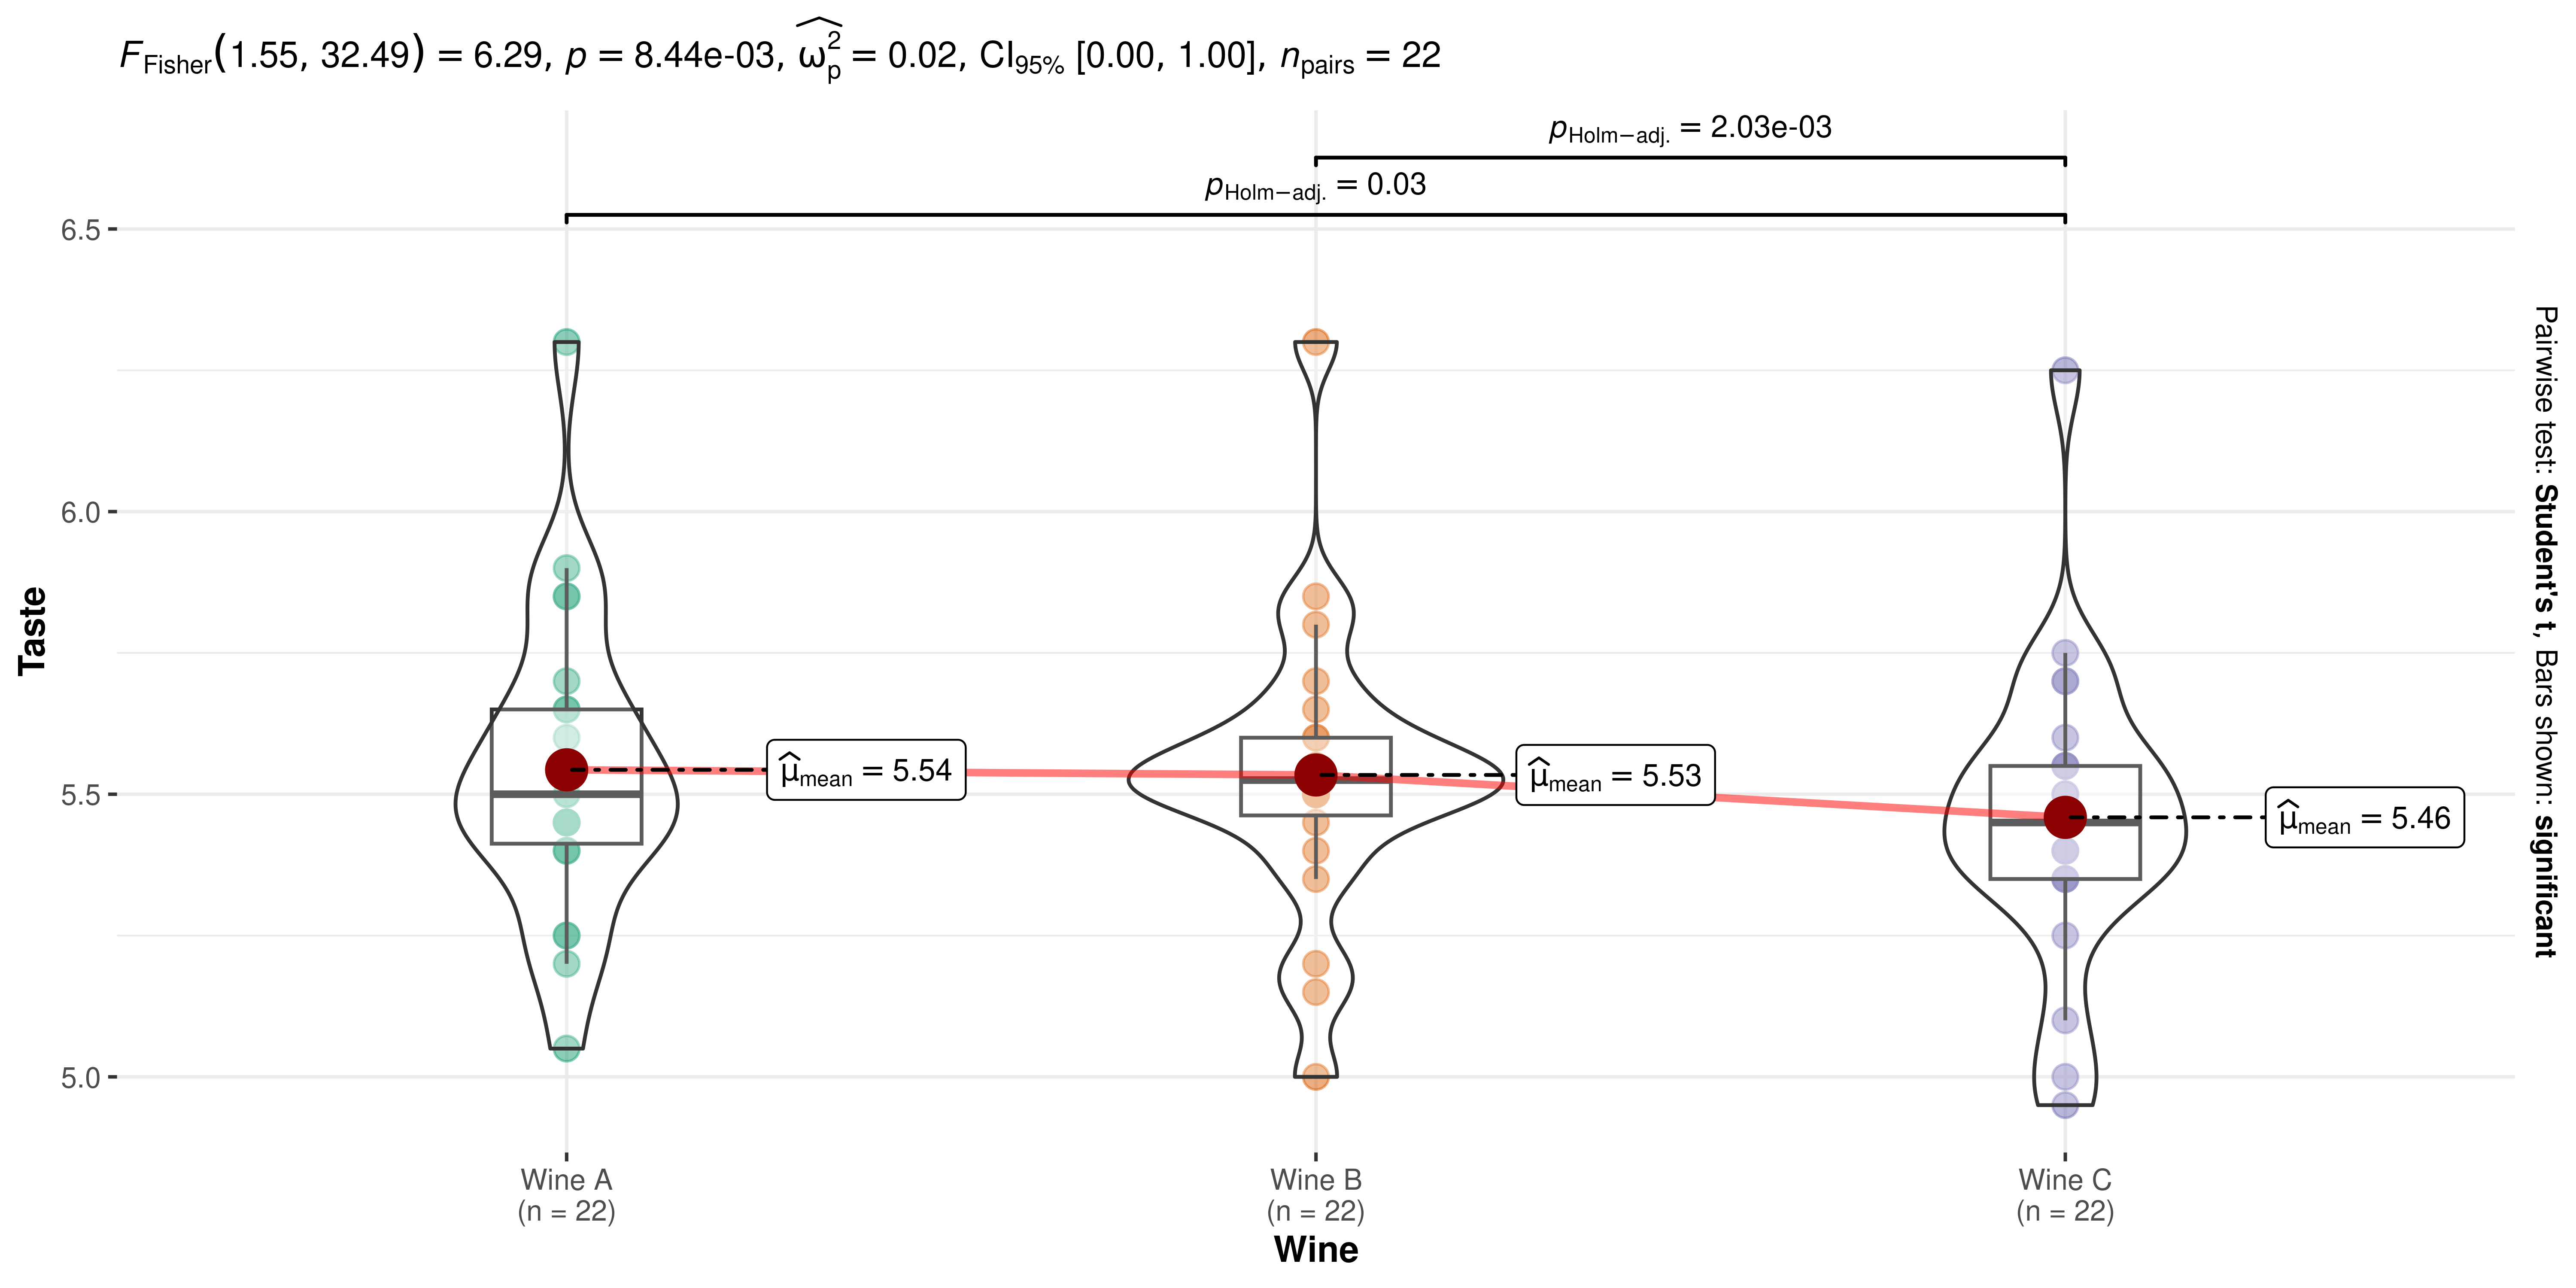 F_Fisher(1.55, 32.49) = 6.29, p = 8.44e-03, ω̂²_p = 0.02, CI_95% [0.00, 1.00], n_pairs = 22
p_Holm−adj. = 2.03e-03
p_Holm−adj. = 0.03
6.5
6.0
5.5
5.0
Taste
μ̂_mean = 5.54
μ̂_mean = 5.53
μ̂_mean = 5.46
Pairwise test: Student's t, Bars shown: significant
Wine A
(n = 22)
Wine B
(n = 22)
Wine C
(n = 22)
Wine